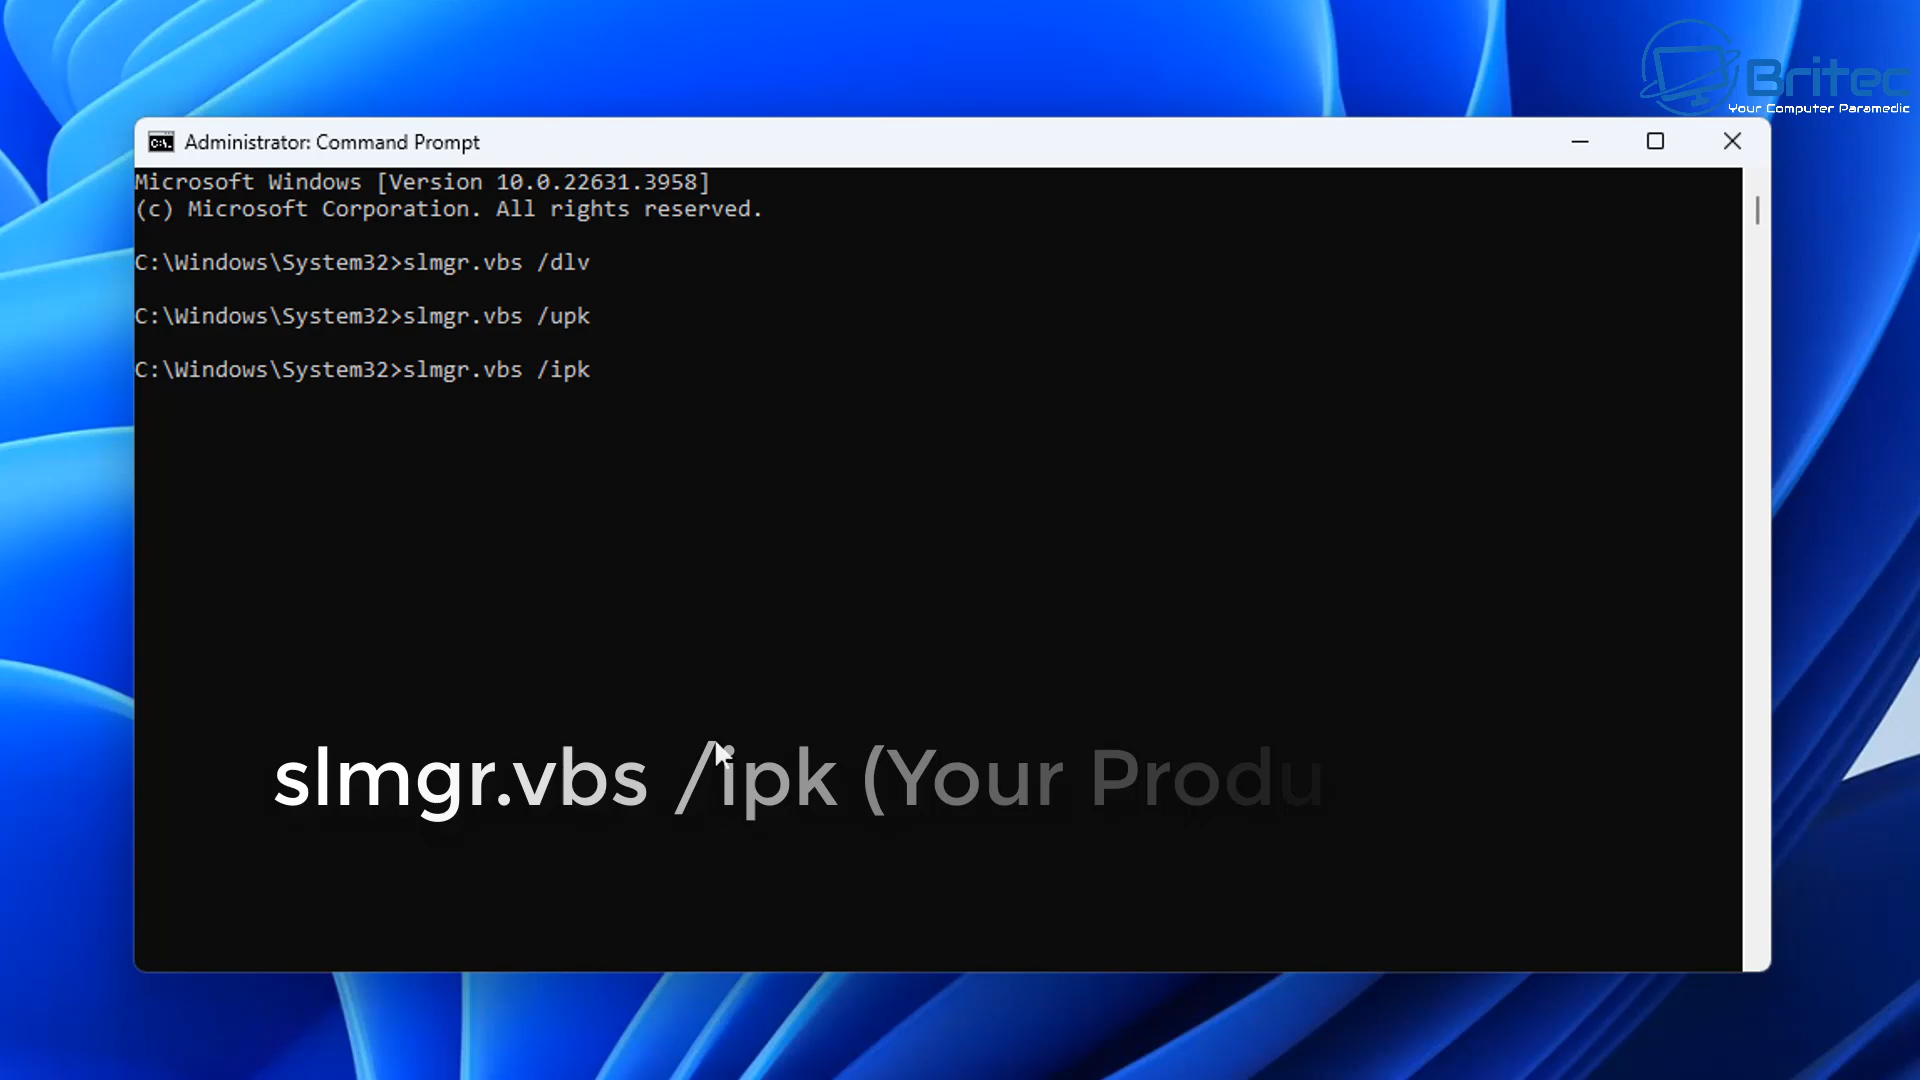 Britec
Your Computer Paramedic
Administrator: Command Prompt
Microsoft Windows [Version 10.0.22631.3958]
(c) Microsoft Corporation. All rights reserved.
C:\Windows\System32>slmgr.vbs /dlv
C:\Windows\System32>slmgr.vbs /upk
C:\Windows\System32>slmgr.vbs /ipk
slmgr.vbs /ipk (Your Produ